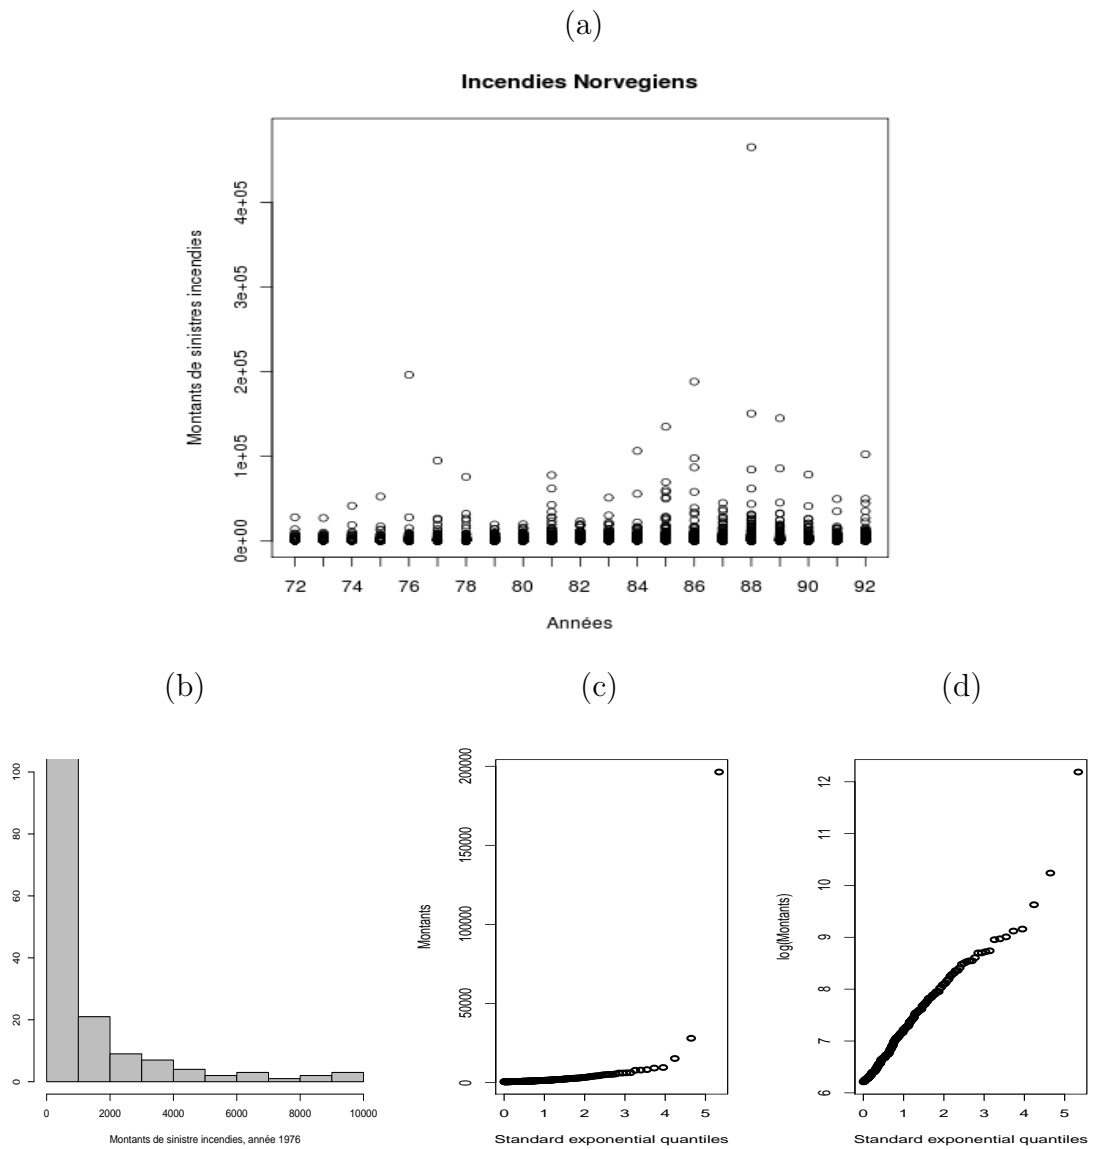 (a)
Incendies Norvegiens
Montants de sinistres incendies
0e+00 1e+05 2e+05 3e+05 4e+05
72 74 76 78 80 82 84 86 88 90 92
Années
(b) (c) (d)
0 20 40 60 80 100
0 2000 4000 6000 8000 10000
Montants de sinistre incendies, année 1976
Montants
0 50000 100000 150000 200000
0 1 2 3 4 5
Standard exponential quantiles
log(Montants)
6 7 8 9 10 11 12
0 1 2 3 4 5
Standard exponential quantiles